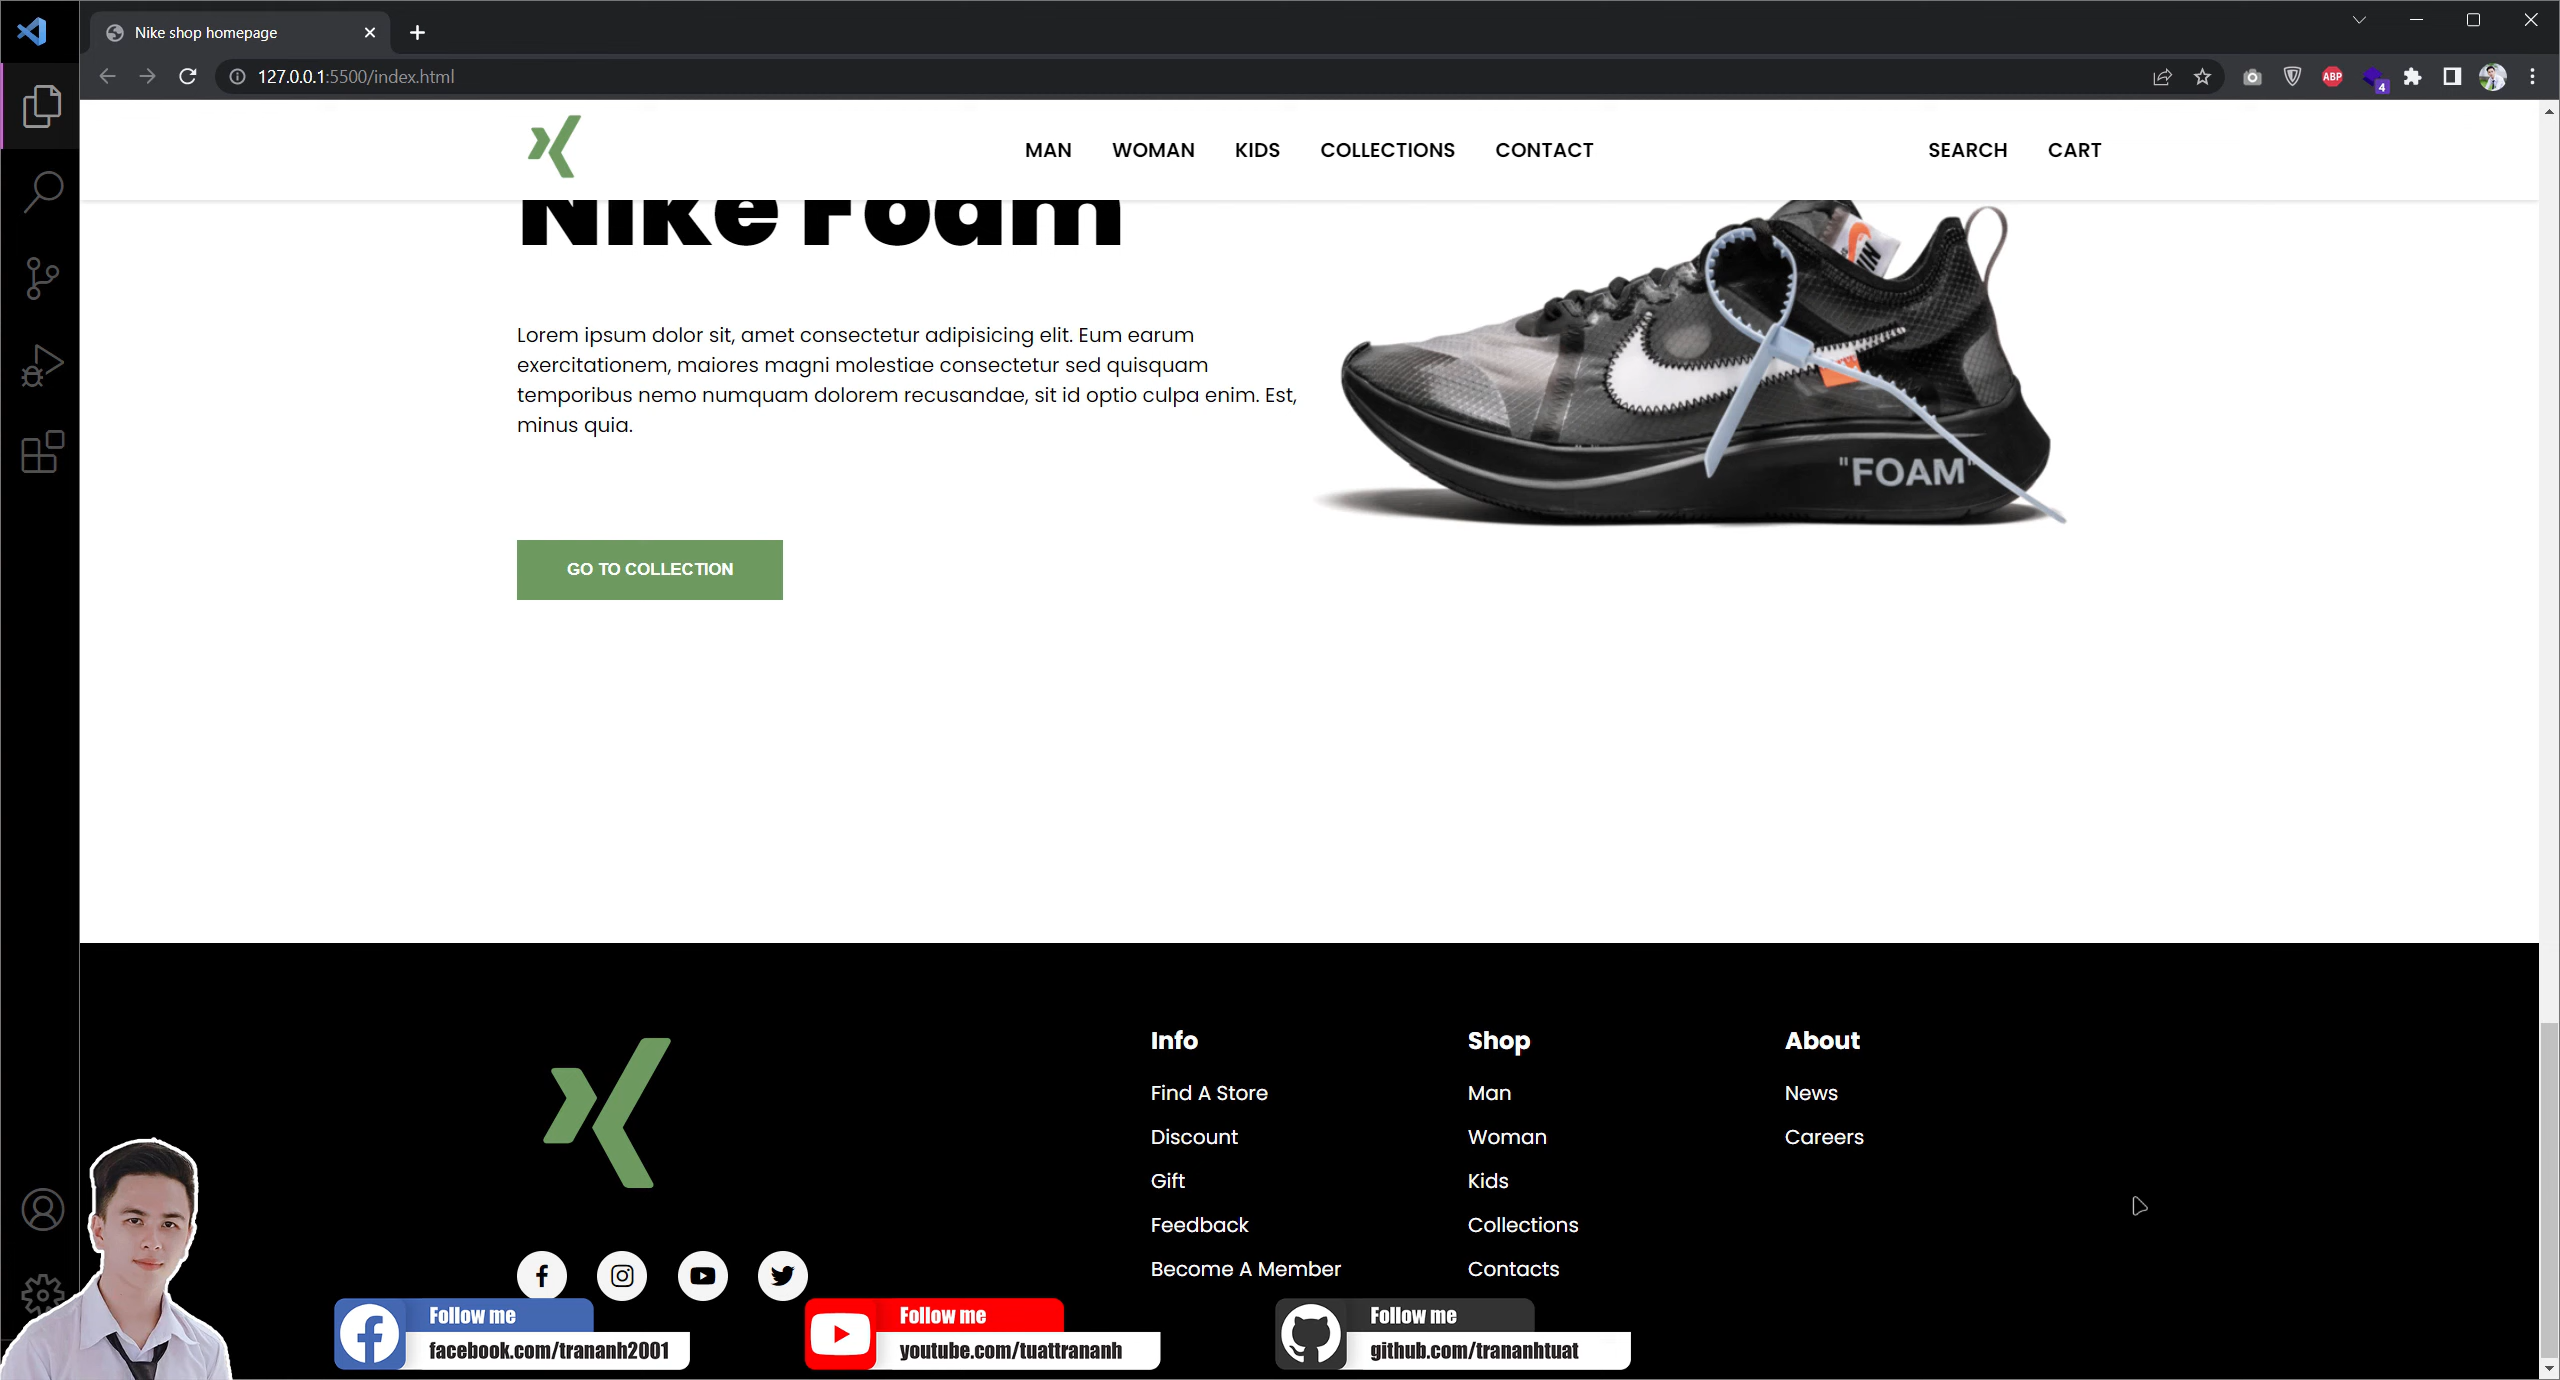 Nike shop homepage
127.0.0.1:5500/index.html
ABP
4
MAN WOMAN KIDS COLLECTIONS CONTACT SEARCH CART
Nike Foam
Lorem ipsum dolor sit, amet consectetur adipisicing elit. Eum earum
exercitationem, maiores magni molestiae consectetur sed quisquam
temporibus nemo numquam dolorem recusandae, sit id optio culpa enim. Est,
minus quia.
"FOAM"
GO TO COLLECTION
Info
Find A Store
Discount
Gift
Feedback
Become A Member
Shop
Man
Woman
Kids
Collections
Contacts
About
News
Careers
Follow me
facebook.com/trananh2001
Follow me
youtube.com/tuattrananh
Follow me
github.com/trananhtuat